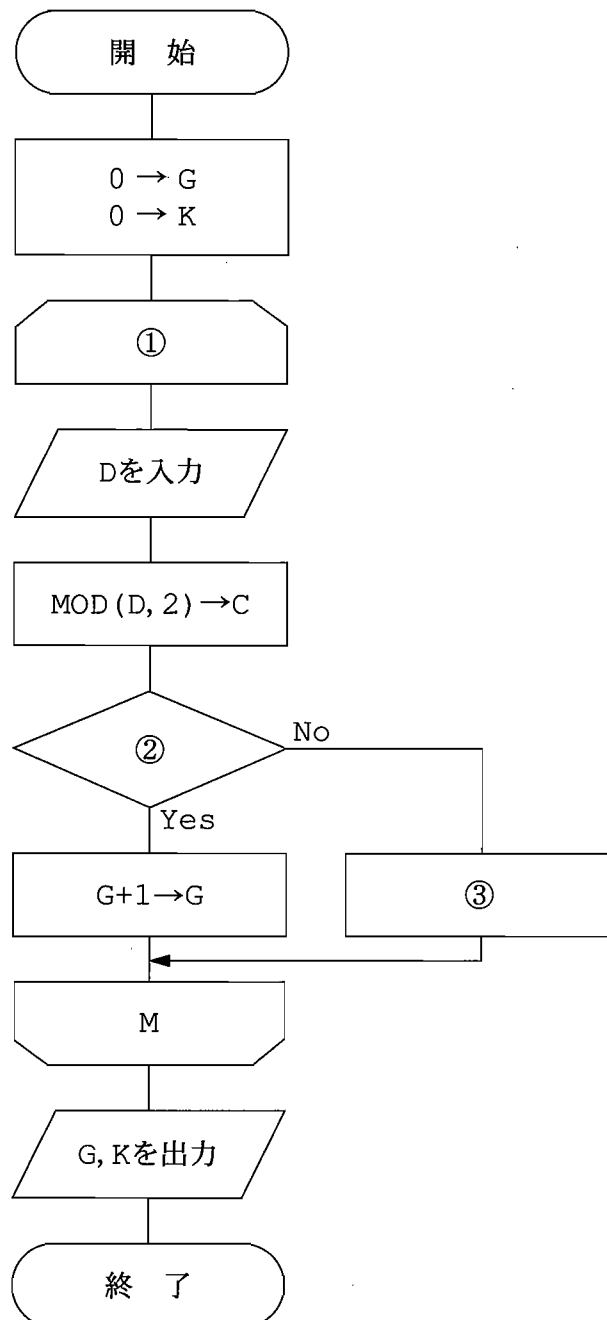 開 始
0 → G
0 → K
①
Dを入力
MOD(D,2)→C
②
No
Yes
G+1→G
③
M
G,Kを出力
終 了